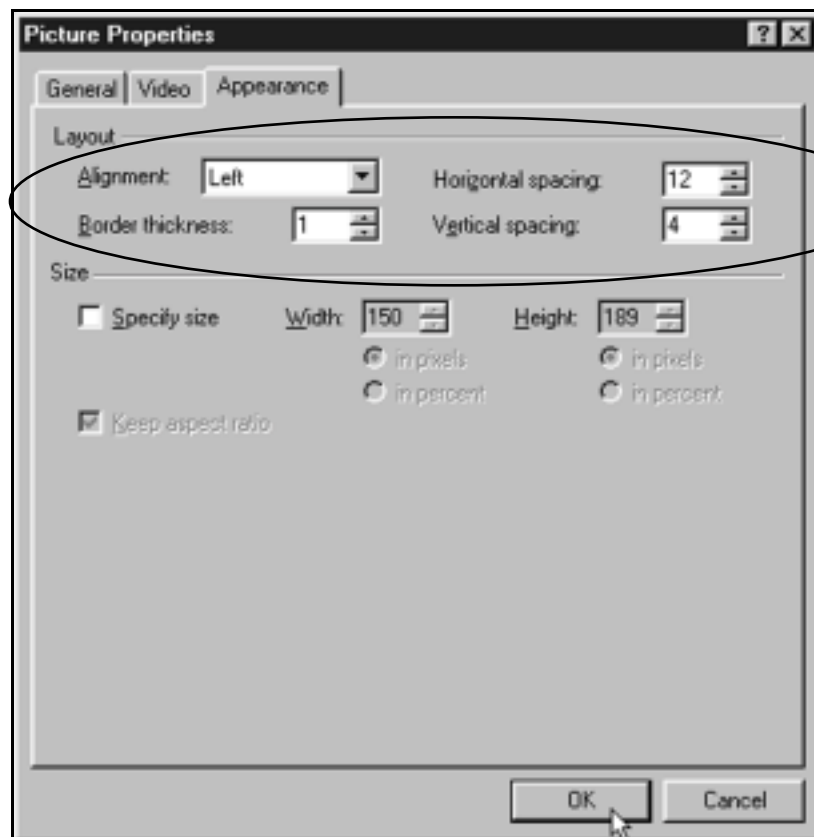 Picture Properties
General Video Appearance
Layout
Alignment: Left Horizontal spacing: 12
Border thickness: 1 Vertical spacing: 4
Size
Specify size Width: 150 Height: 189
in pixels in pixels
in percent in percent
Keep aspect ratio
OK Cancel